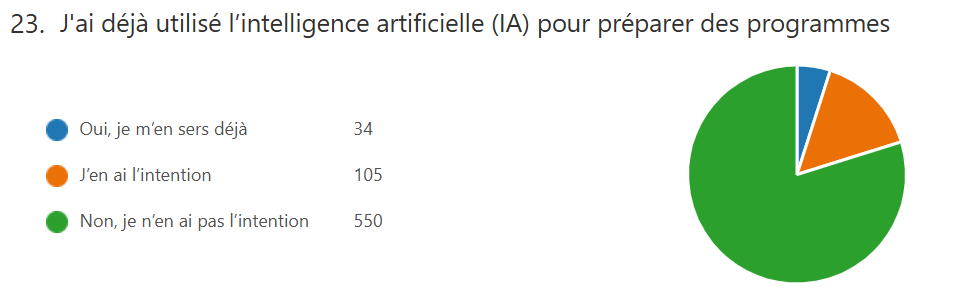 23. J'ai déjà utilisé l’intelligence artificielle (IA) pour préparer des programmes
Oui, je m’en sers déjà 34
J’en ai l’intention 105
Non, je n’en ai pas l’intention 550